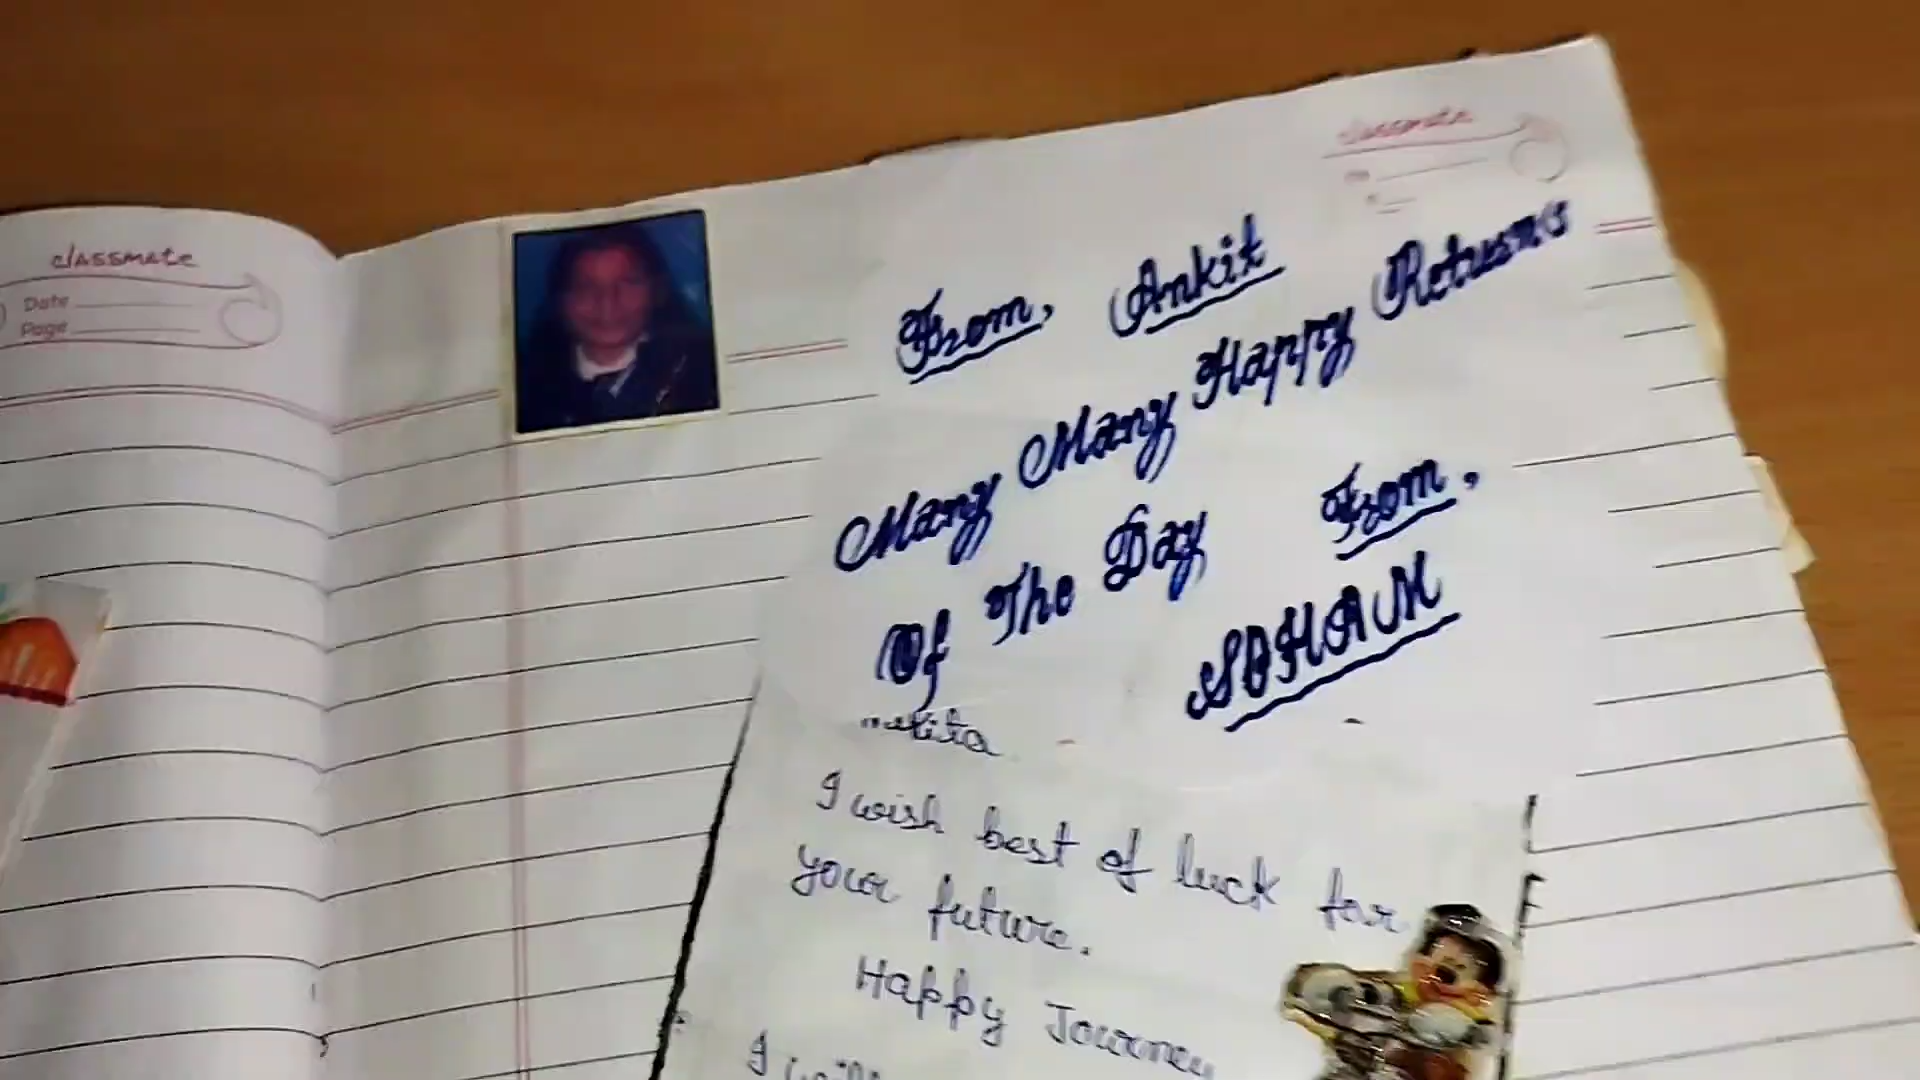 classmate
Date
Page
classmate
From, Ankit
Many Many Happy Returns
Of The Day From,
SOHAM
I wish best of luck for
your future.
Happy Journey
I will